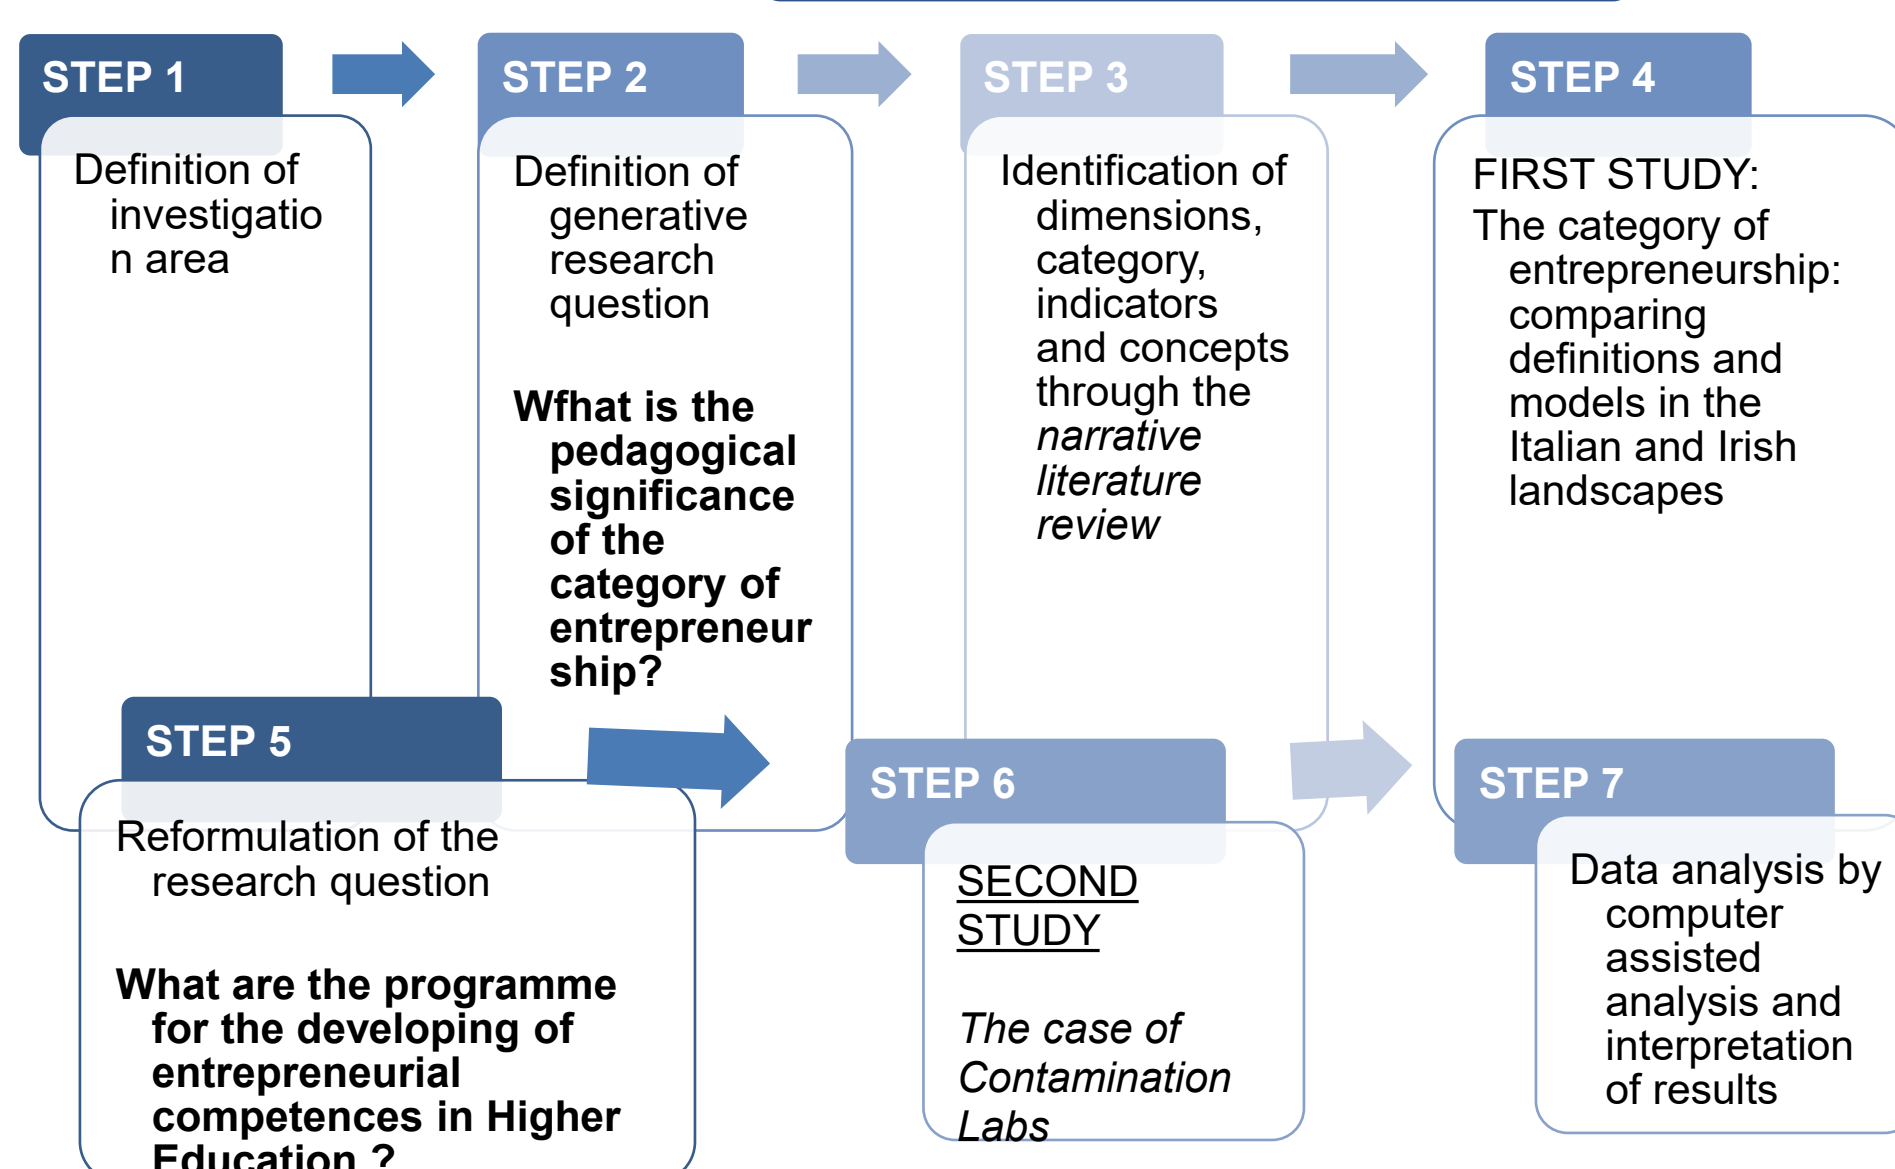 STEP 1
Definition of
investigatio
n area
STEP 2
Definition of
generative
research
question
Wfhat is the
pedagogical
significance
of the
category of
entrepreneur
ship?
STEP 3
Identification of
dimensions,
category,
indicators
and concepts
through the
narrative
literature
review
STEP 4
FIRST STUDY:
The category of
entrepreneurship:
comparing
definitions and
models in the
Italian and Irish
landscapes
STEP 5
Reformulation of the
research question
What are the programme
for the developing of
entrepreneurial
competences in Higher
Education ?
STEP 6
SECOND
STUDY
The case of
Contamination
Labs
STEP 7
Data analysis by
computer
assisted
analysis and
interpretation
of results